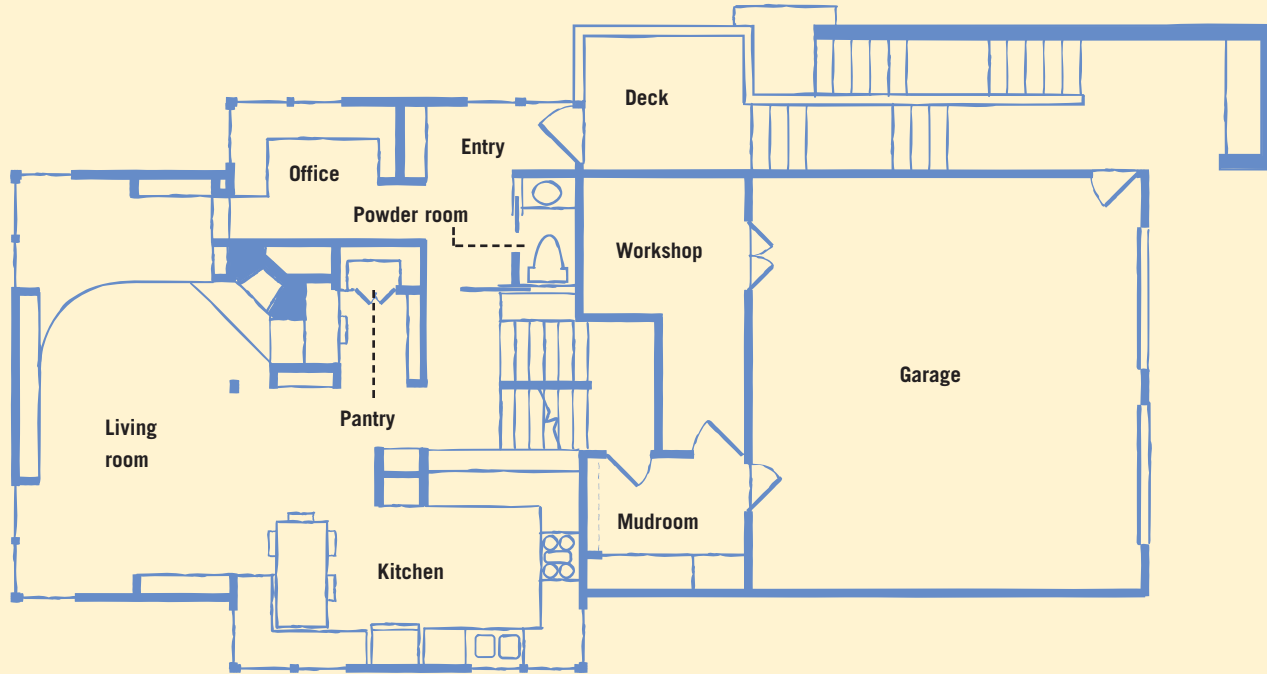 Deck
Entry
Office
Powder room
Workshop
Garage
Pantry
Living
room
Mudroom
Kitchen